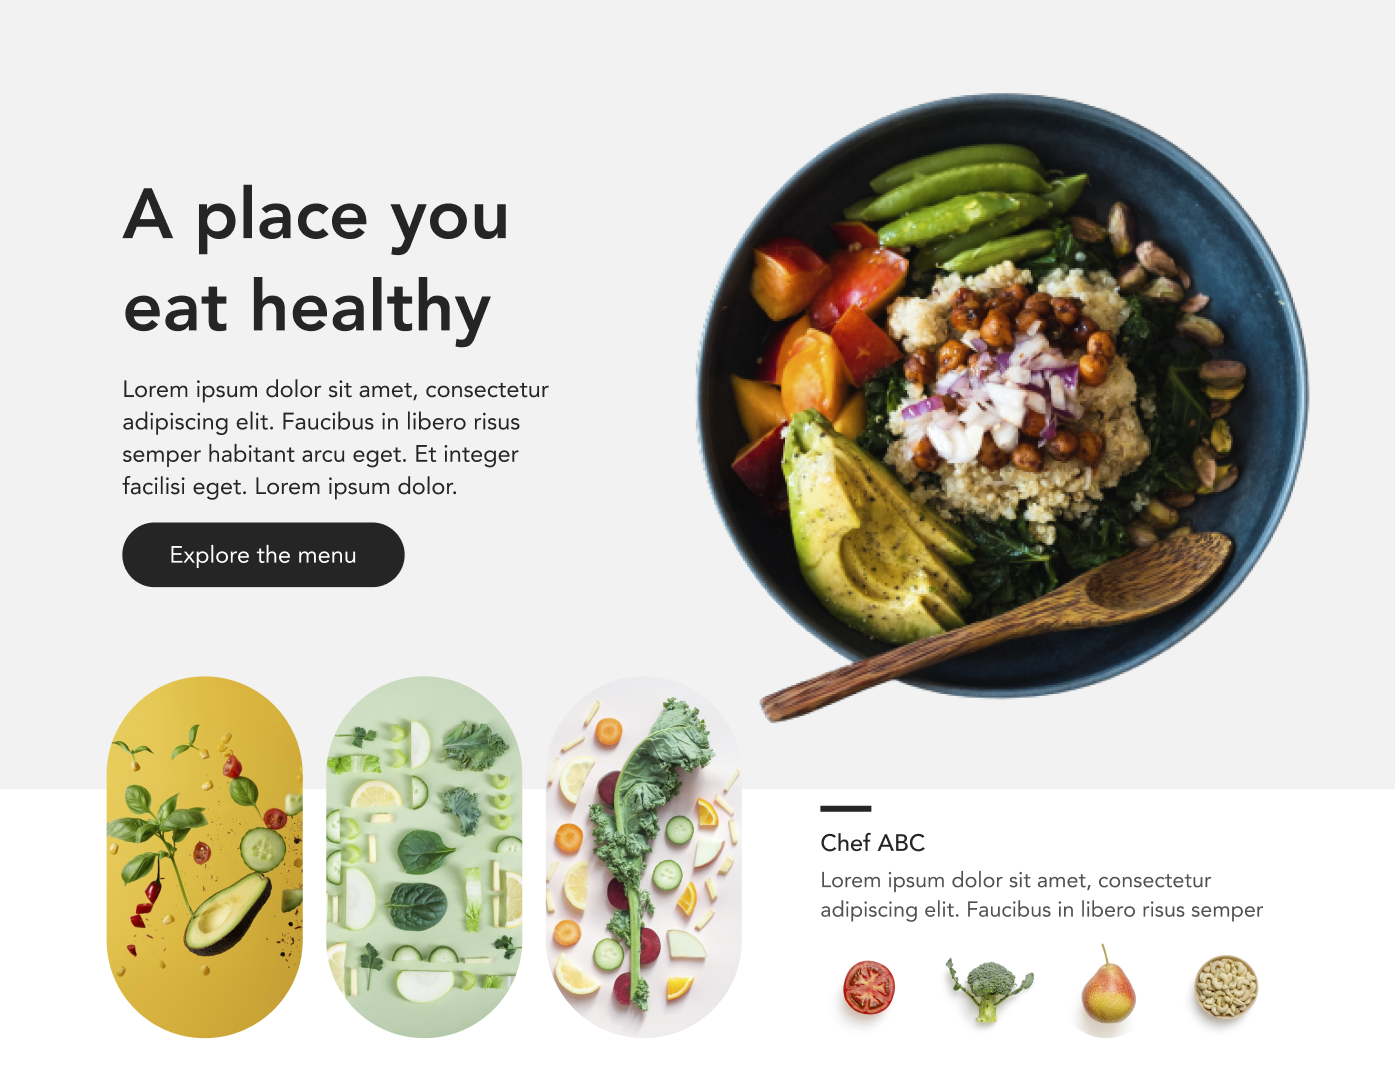 A place you
eat healthy
Lorem ipsum dolor sit amet, consectetur
adipiscing elit. Faucibus in libero risus
semper habitant arcu eget. Et integer
facilisi eget. Lorem ipsum dolor.
Explore the menu
Chef ABC
Lorem ipsum dolor sit amet, consectetur
adipiscing elit. Faucibus in libero risus semper